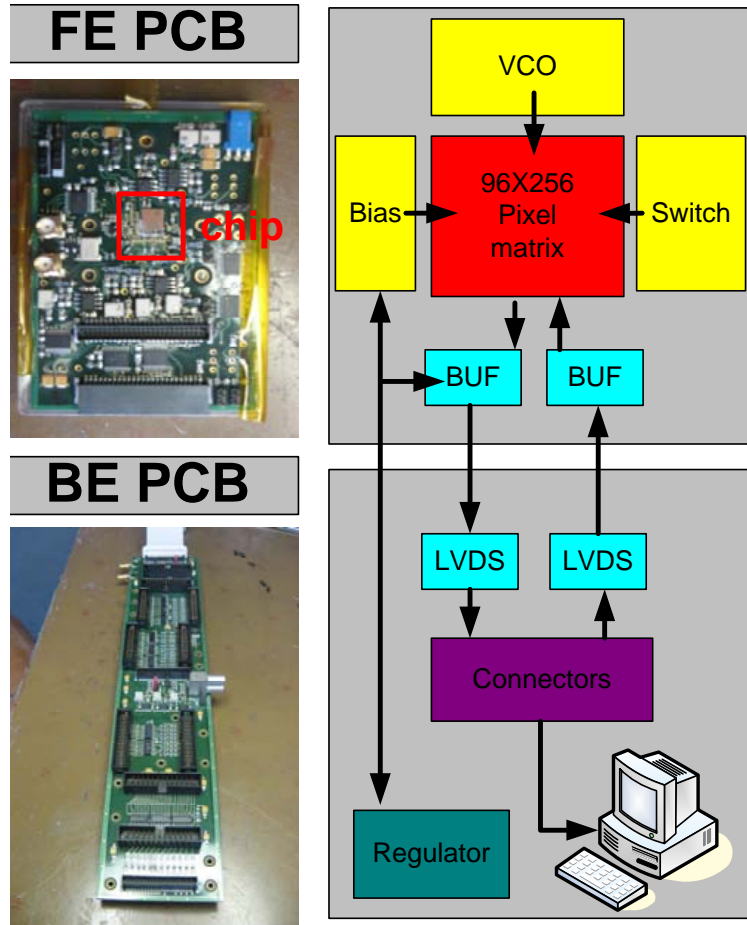 FE PCB
chip
BE PCB
VCO
Bias
96X256
Pixel
matrix
Switch
BUF
BUF
LVDS
LVDS
Connectors
Regulator